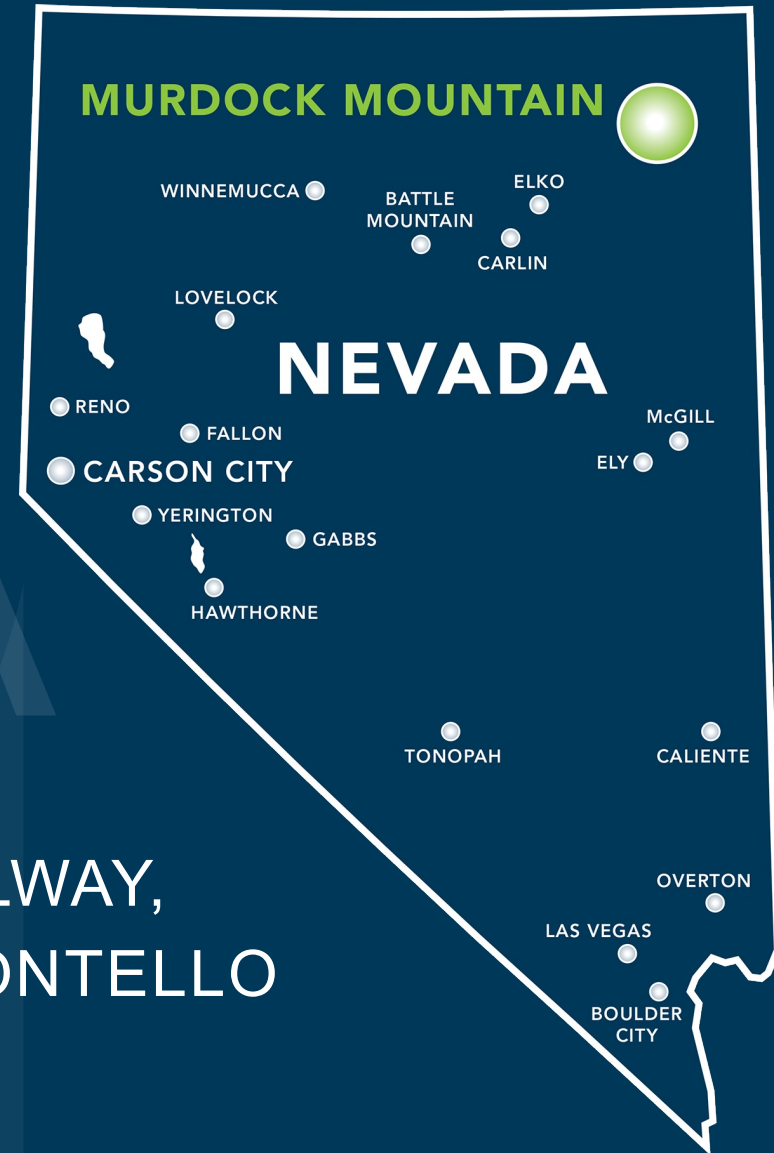 MURDOCK MOUNTAIN
WINNEMUCCA
BATTLE
MOUNTAIN
ELKO
CARLIN
LOVELOCK
NEVADA
RENO
FALLON
McGILL
ELY
CARSON CITY
YERINGTON
GABBS
HAWTHORNE
TONOPAH
CALIENTE
LWAY,
ONTELLO
OVERTON
LAS VEGAS
BOULDER
CITY